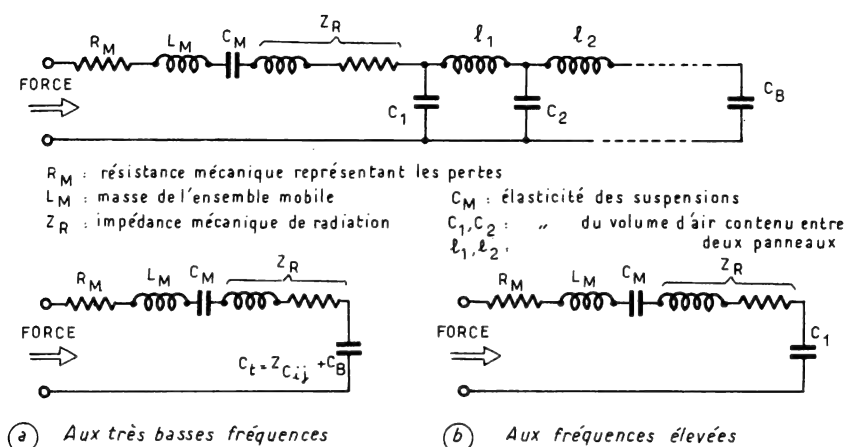 R_M L_M C_M Z_R ℓ_1 ℓ_2
FORCE
C_1 C_2 C_B
R_M : résistance mécanique représentant les pertes
L_M : masse de l'ensemble mobile
Z_R : impédance mécanique de radiation
C_M : élasticité des suspensions
C_1,C_2 : „ du volume d'air contenu entre
ℓ_1,ℓ_2, deux panneaux
R_M L_M C_M Z_R
FORCE
C_t = Z_Cij + C_B
(a) Aux très basses fréquences
R_M L_M C_M Z_R
FORCE
C_1
(b) Aux fréquences élevées